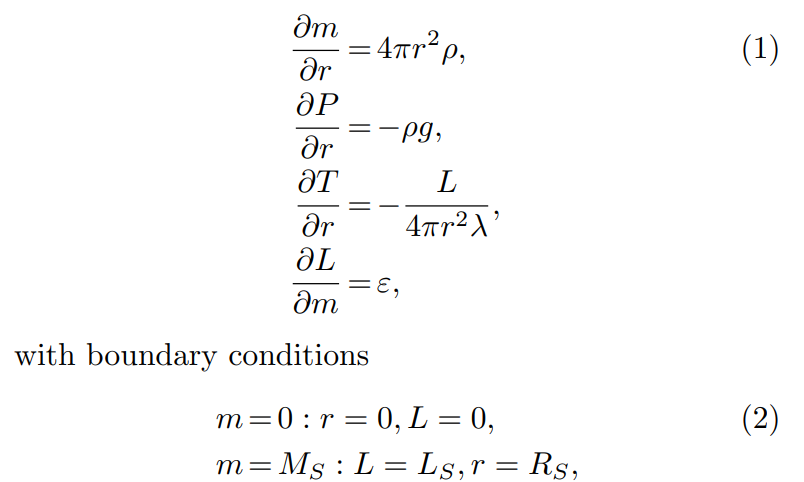 ∂m/∂r = 4πr²ρ, (1)
∂P/∂r = −ρg,
∂T/∂r = −L/(4πr²λ),
∂L/∂m = ε,
with boundary conditions
m = 0 : r = 0, L = 0, (2)
m = M_S : L = L_S, r = R_S,